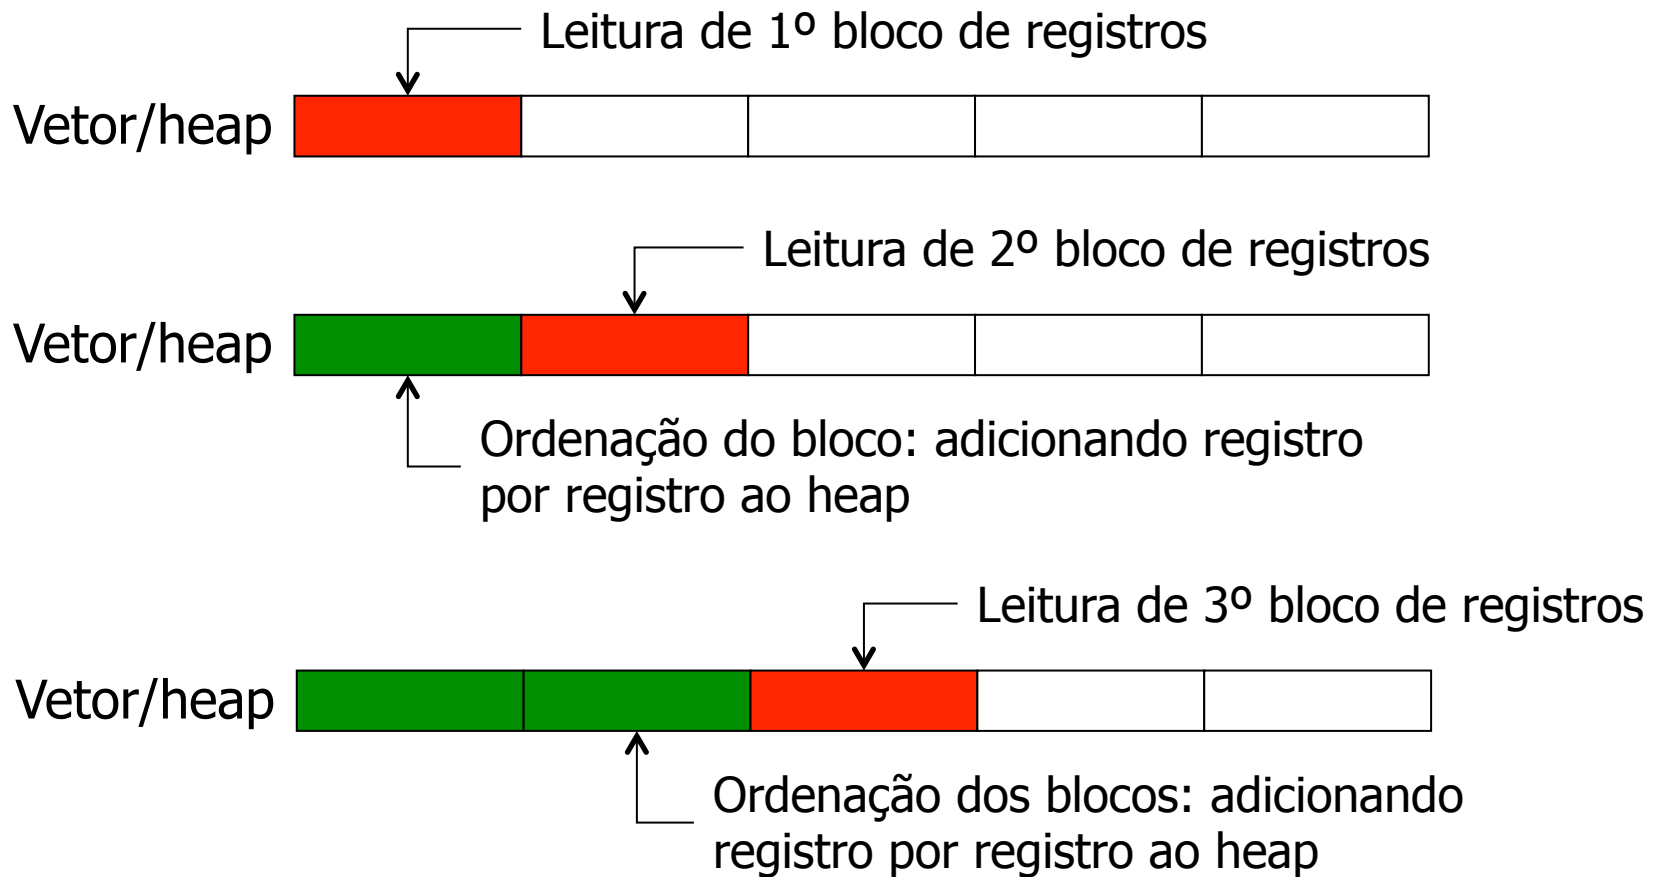 Leitura de 1º bloco de registros
Vetor/heap
Leitura de 2º bloco de registros
Vetor/heap
Ordenação do bloco: adicionando registro
por registro ao heap
Leitura de 3º bloco de registros
Vetor/heap
Ordenação dos blocos: adicionando
registro por registro ao heap